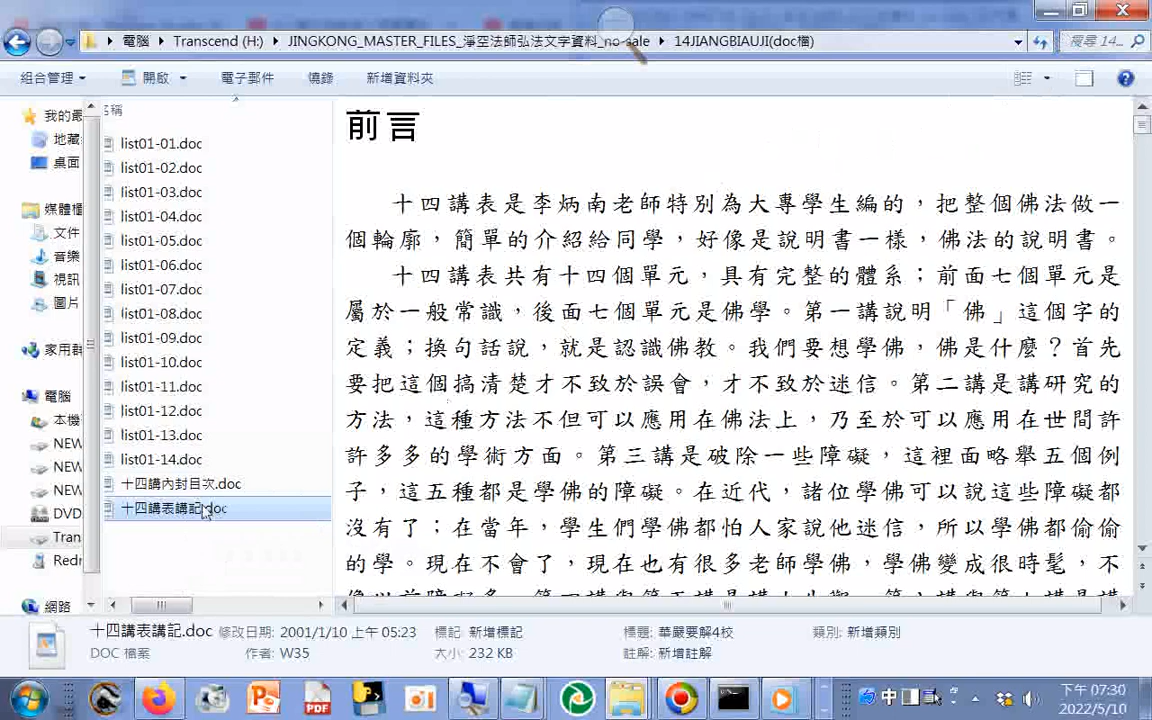 電腦 ▸ Transcend (H:) ▸ JINGKONG_MASTER_FILES_淨空法師弘法文字資料_no-sale ▸ 14JIANGBIAUJI(doc檔)
搜尋 14...
組合管理 開啟 電子郵件 燒錄 新增資料夾
我的最
地藏
桌面
媒體櫃
文件
音樂
視訊
圖片
家用群
電腦
本機
NEW
NEW
NEW
DVD
Tran
Redr
網路
名稱
list01-01.doc
list01-02.doc
list01-03.doc
list01-04.doc
list01-05.doc
list01-06.doc
list01-07.doc
list01-08.doc
list01-09.doc
list01-10.doc
list01-11.doc
list01-12.doc
list01-13.doc
list01-14.doc
十四講內封目次.doc
十四講表講記.doc
前言
十四講表是李炳南老師特別為大專學生編的，把整個佛法做一
個輪廓，簡單的介紹給同學，好像是說明書一樣，佛法的說明書。
十四講表共有十四個單元，具有完整的體系；前面七個單元是
屬於一般常識，後面七個單元是佛學。第一講說明「佛」這個字的
定義；換句話說，就是認識佛教。我們要想學佛，佛是什麼？首先
要把這個搞清楚才不致於誤會，才不致於迷信。第二講是講研究的
方法，這種方法不但可以應用在佛法上，乃至於可以應用在世間許
許多多的學術方面。第三講是破除一些障礙，這裡面略舉五個例
子，這五種都是學佛的障礙。在近代，諸位學佛可以說這些障礙都
沒有了；在當年，學生們學佛都怕人家說他迷信，所以學佛都偷偷
的學。現在不會了，現在也有很多老師學佛，學佛變成很時髦，不
十四講表講記.doc 修改日期: 2001/1/10 上午 05:23 標記: 新增標記 標題: 華嚴要解4校 類別: 新增類別
DOC 檔案 作者: W35 大小: 232 KB 註解: 新增註解
中
下午 07:30
2022/5/10